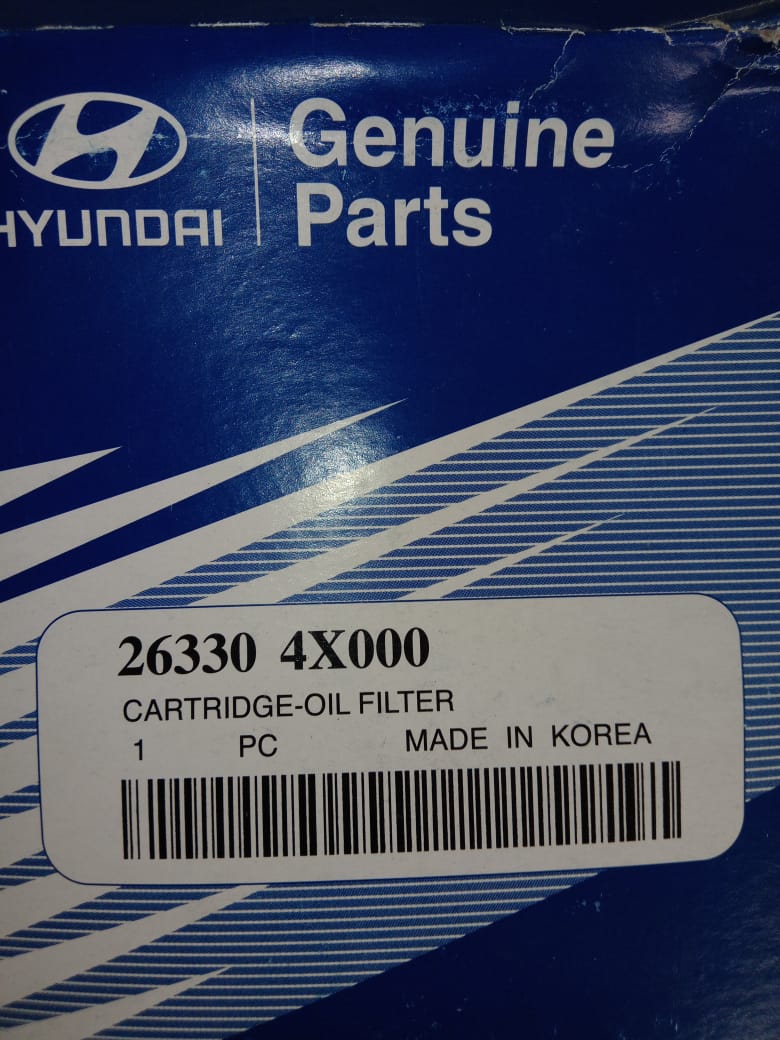 HYUNDAI
Genuine
Parts
26330 4X000
CARTRIDGE-OIL FILTER
1 PC MADE IN KOREA